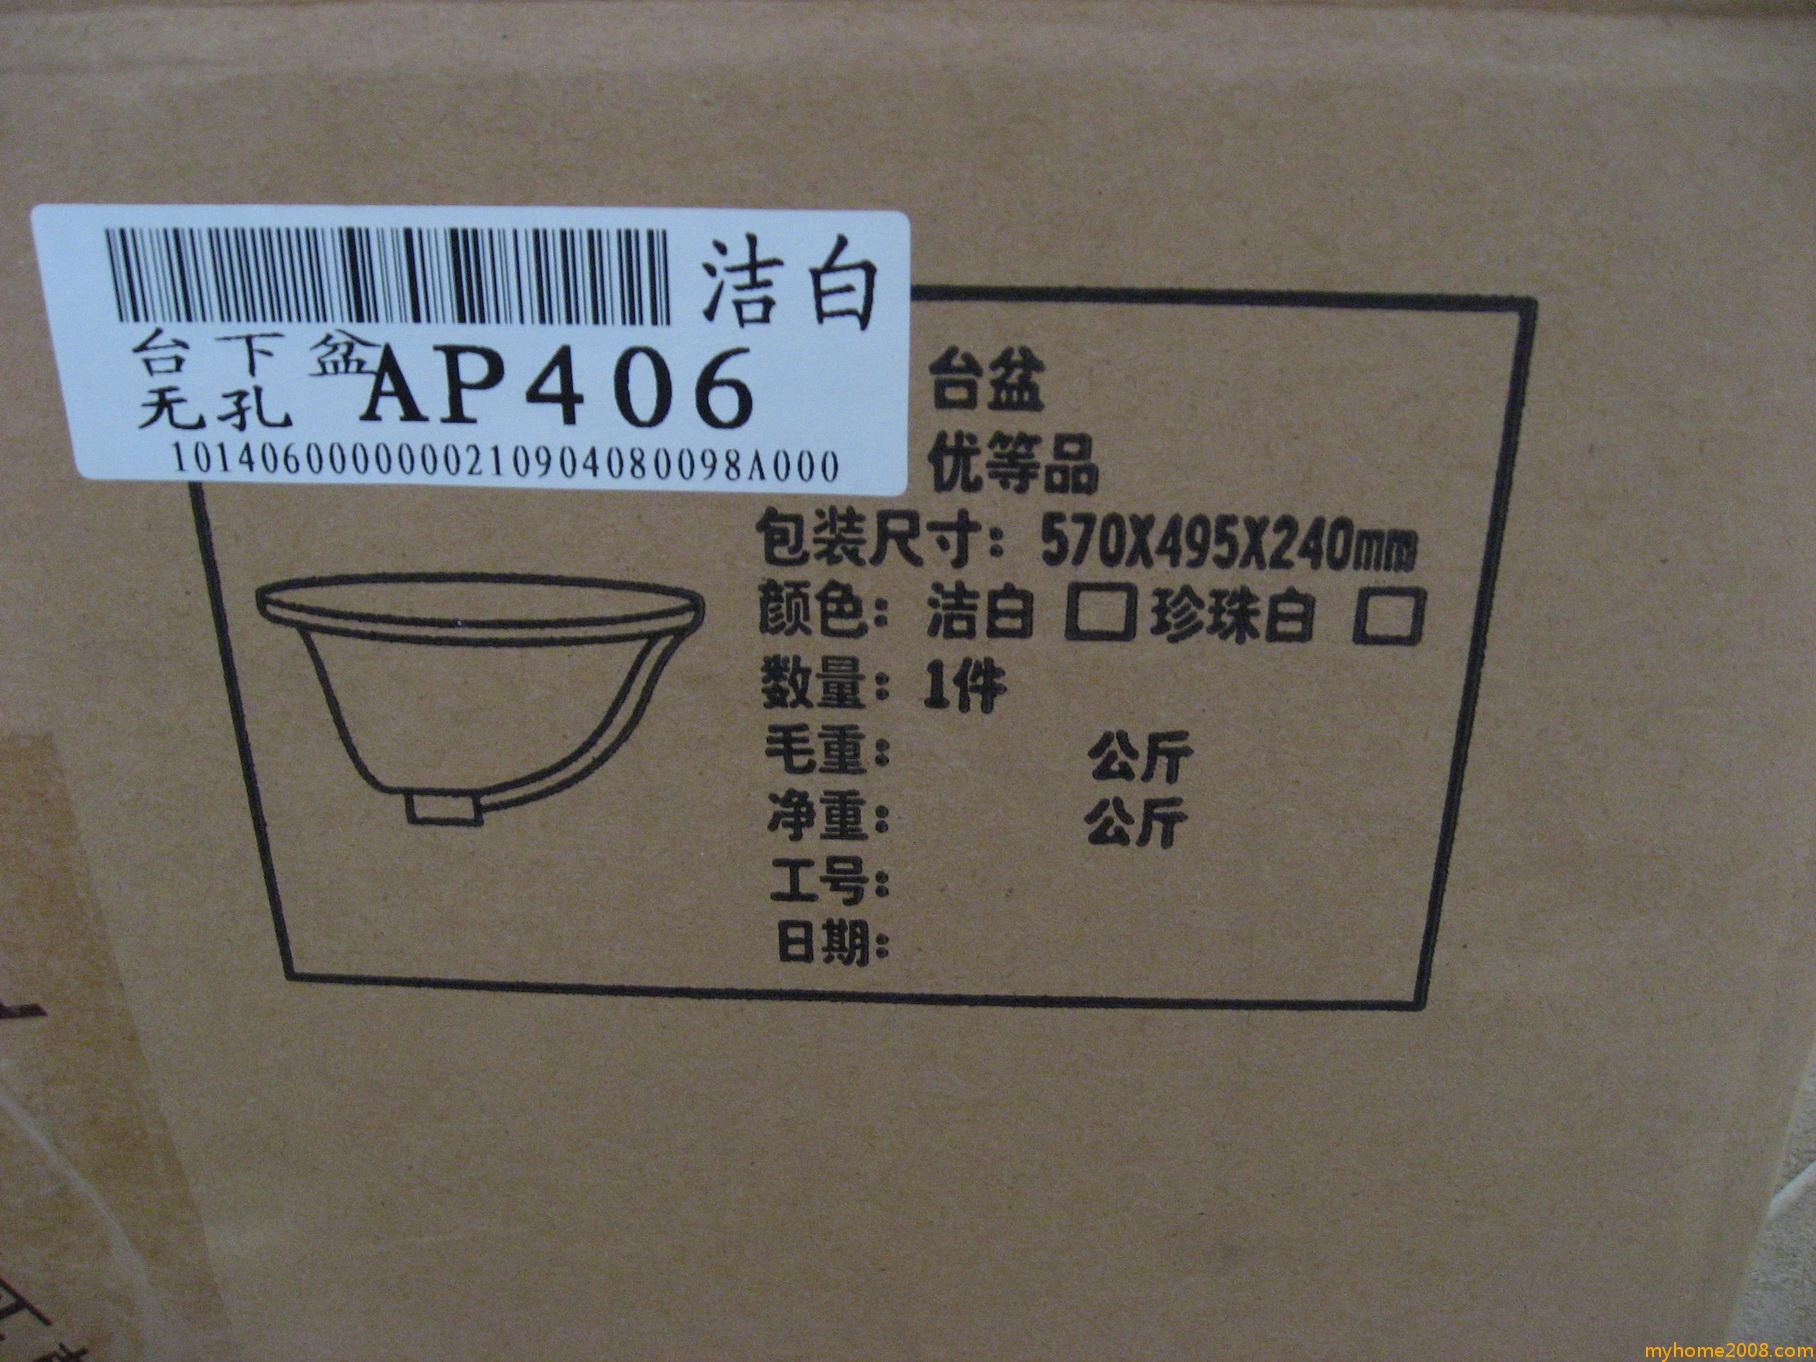 洁白
台下盆
无孔
AP406
1014060000000210904080098A000
台盆
优等品
包装尺寸：570X495X240mm
颜色：洁白 □ 珍珠白 □
数量：1件
毛重： 公斤
净重： 公斤
工号：
日期：
myhome2008.com